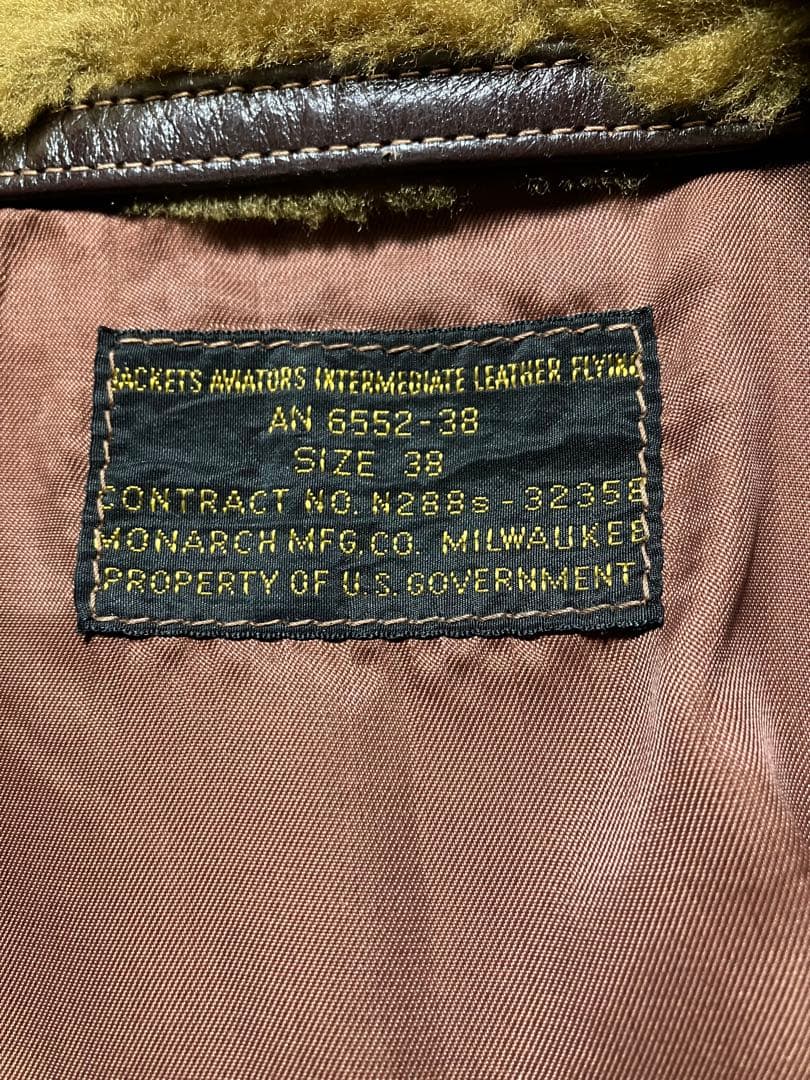 JACKETS AVIATORS INTERMEDIATE LEATHER FLYING
AN 6552-38
SIZE 38
CONTRACT NO. N288s-32358
MONARCH MFG. CO. MILWAUKEE
PROPERTY OF U.S. GOVERNMENT